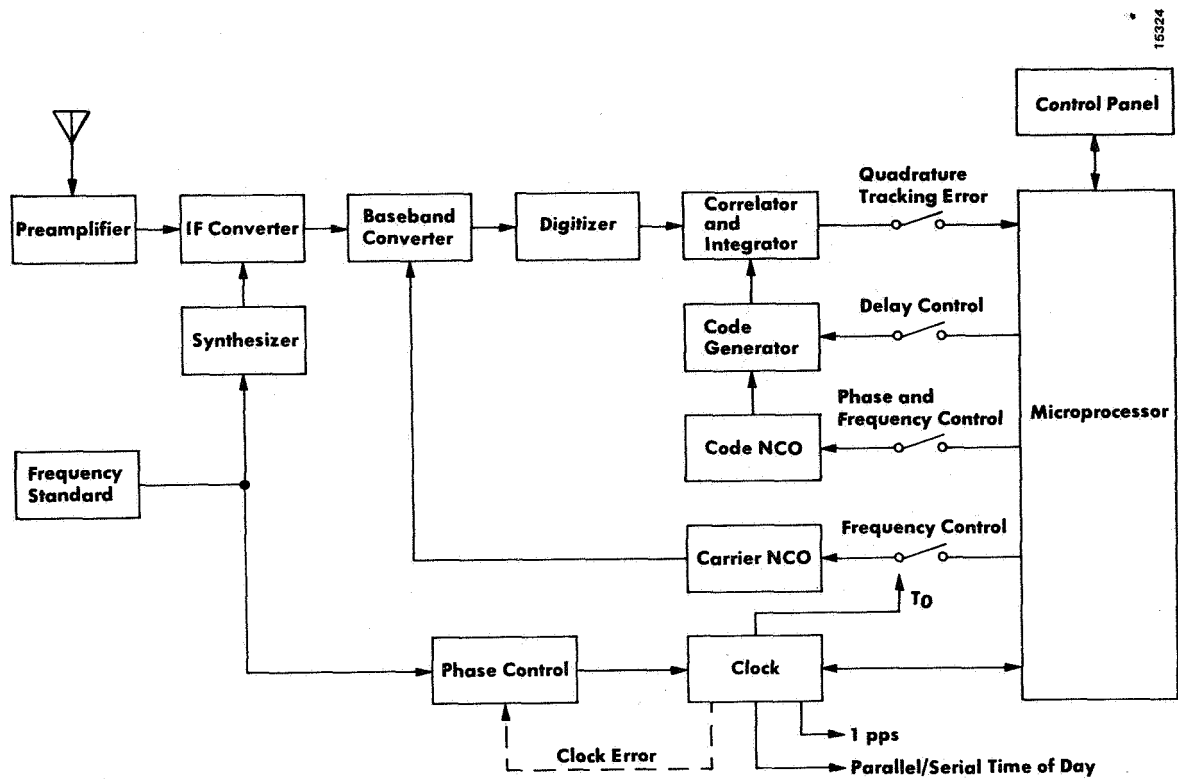 15324
Control Panel
Quadrature
Tracking Error
Preamplifier
IF Converter
Baseband
Converter
Digitizer
Correlator
and
Integrator
Delay Control
Synthesizer
Code
Generator
Phase and
Frequency Control
Microprocessor
Code NCO
Frequency
Standard
Frequency Control
Carrier NCO
T0
Phase Control
Clock
1 pps
Clock Error
Parallel/Serial Time of Day